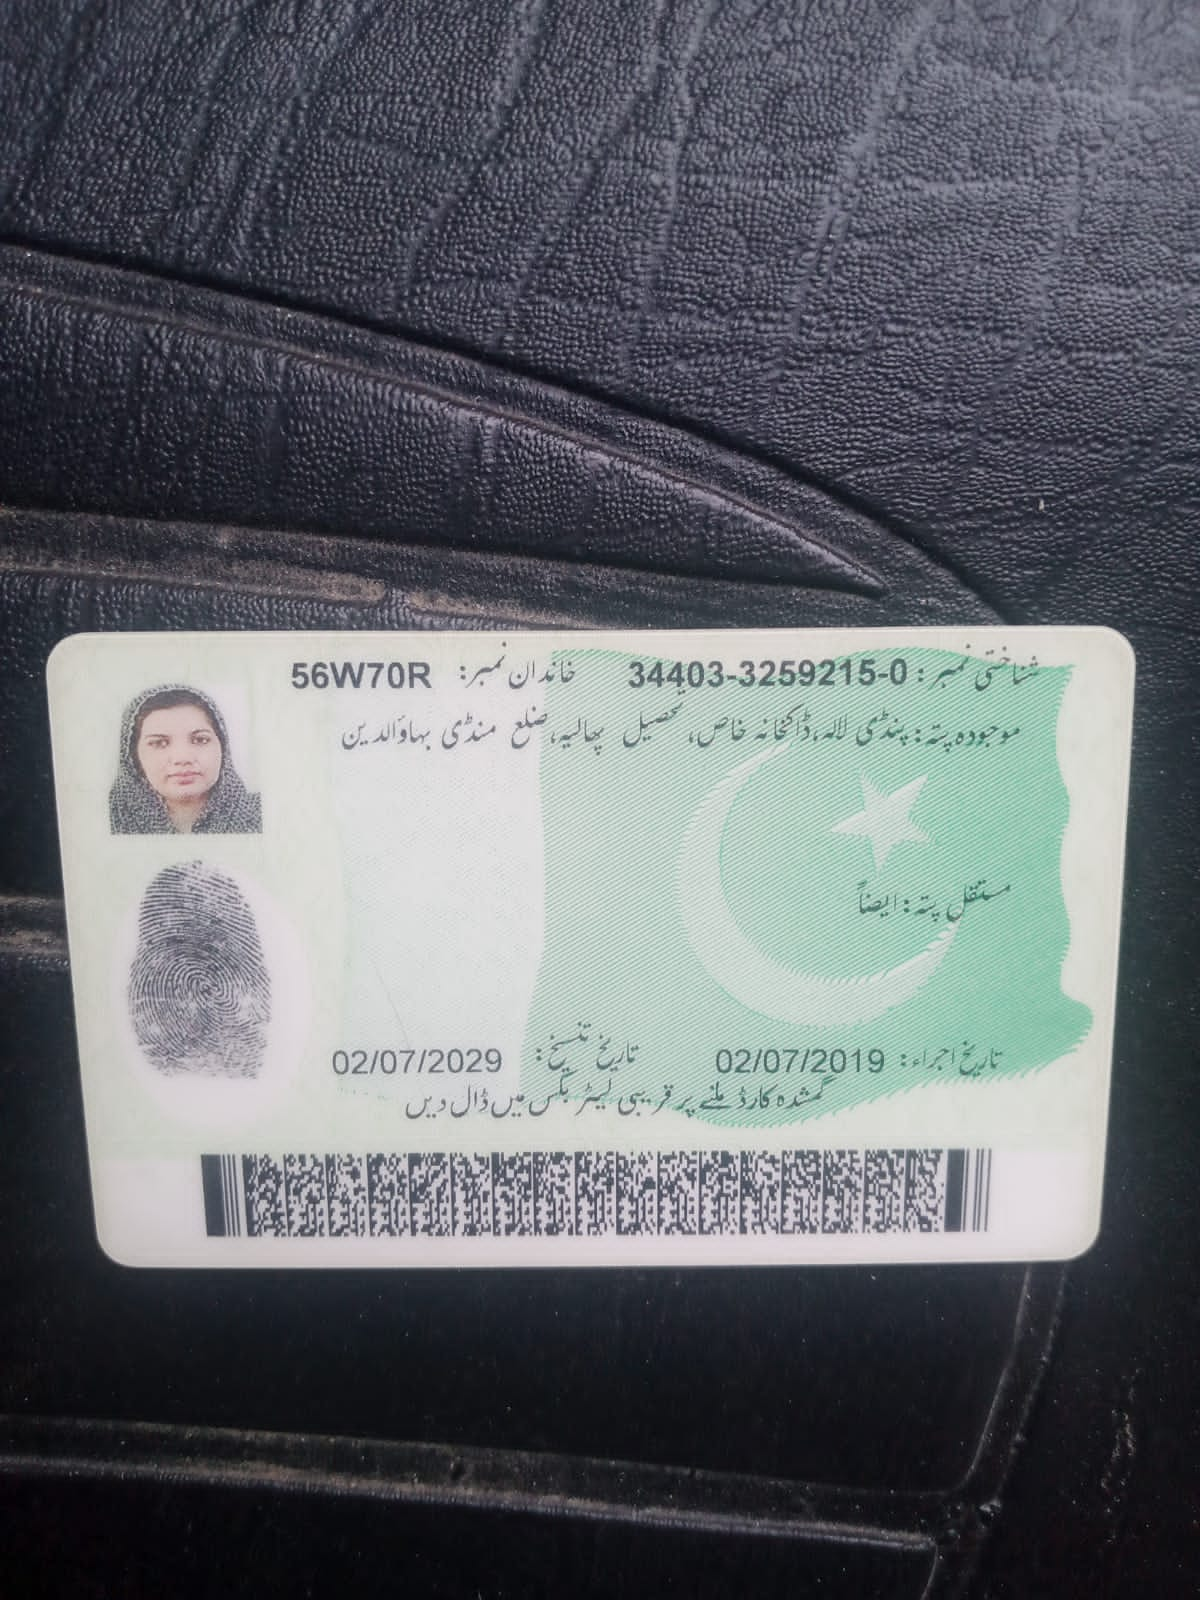 شناختی نمبر: 34403-3259215-0 خاندان نمبر: 56W70R
موجودہ پتہ: پنڈی لالہ، ڈاکخانہ خاص، تحصیل پھالیہ، ضلع منڈی بہاؤالدین
مستقل پتہ: ایضاً
تاریخ اجراء: 02/07/2019 تاریخ تنسیخ: 02/07/2029
گمشدہ کارڈ ملنے پر قریبی لیٹر بکس میں ڈال دیں